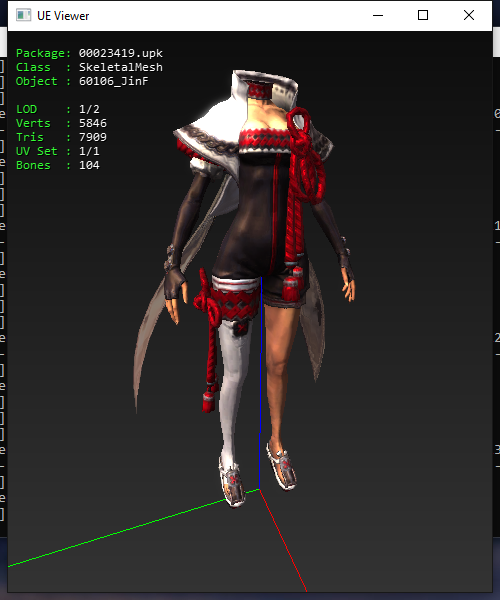 UE Viewer
Package: 00023419.upk
Class  : SkeletalMesh
Object : 60106_JinF
LOD    : 1/2
Verts  : 5846
Tris   : 7909
UV Set : 1/1
Bones  : 104